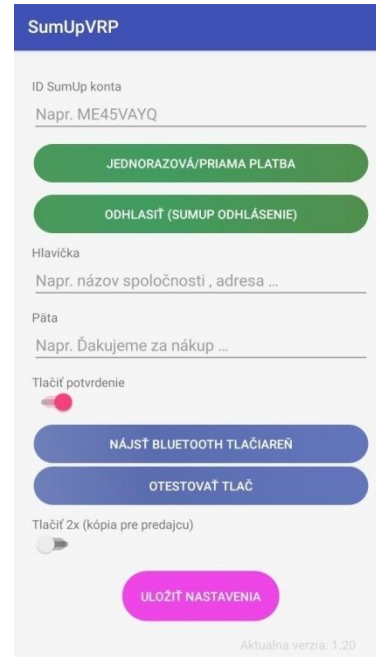 SumUpVRP
ID SumUp konta
Napr. ME45VAYQ
JEDNORAZOVÁ/PRIAMA PLATBA
ODHLASIŤ (SUMUP ODHLÁSENIE)
Hlavička
Napr. názov spoločnosti , adresa ...
Päta
Napr. Ďakujeme za nákup ...
Tlačiť potvrdenie
NÁJSŤ BLUETOOTH TLAČIAREŇ
OTESTOVAŤ TLAČ
Tlačiť 2x (kópia pre predajcu)
ULOŽIŤ NASTAVENIA
Aktualna verzia: 1.20